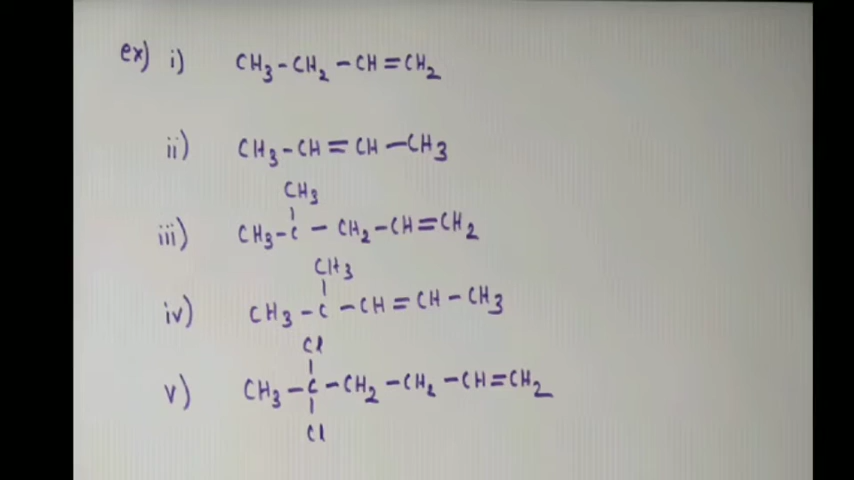 ex) i) CH3-CH2-CH=CH2
ii) CH3-CH=CH-CH3
CH3
iii) CH3-C-CH2-CH=CH2
CH3
iv) CH3-C-CH=CH-CH3
Cl
v) CH3-C-CH2-CH2-CH=CH2
Cl